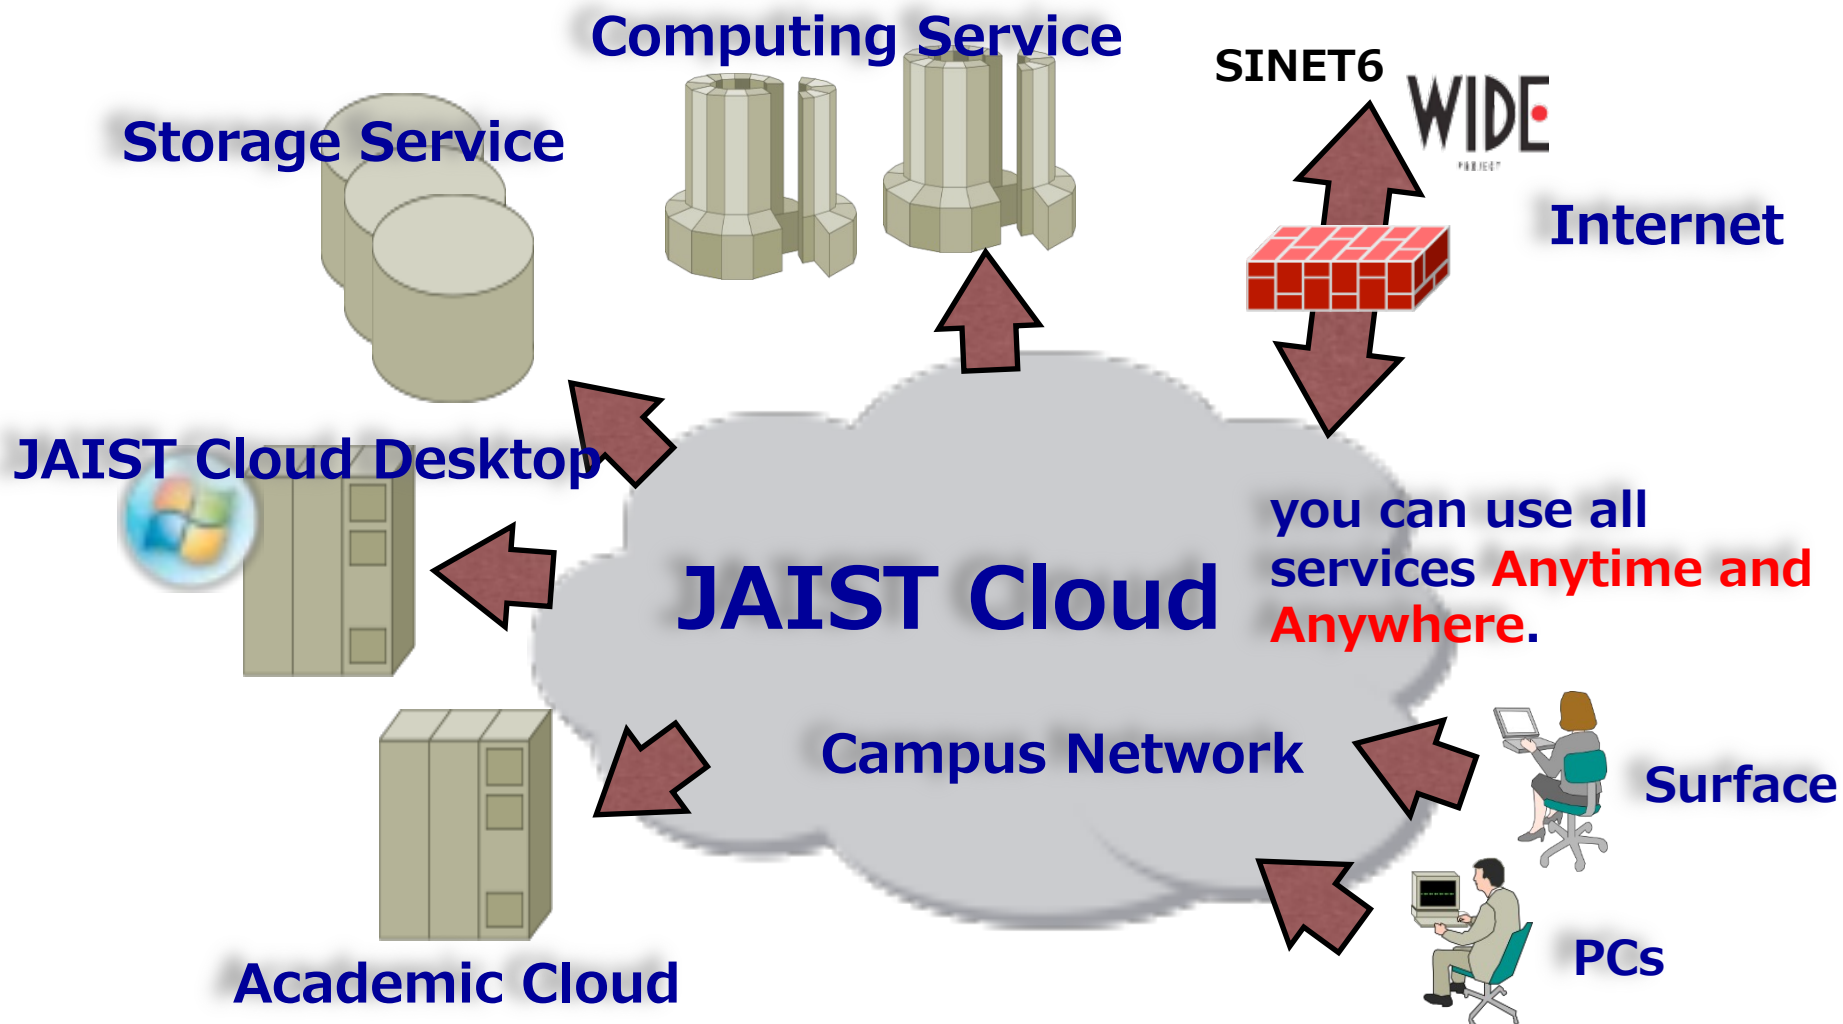 Computing Service
SINET6
WIDE
PROJECT
Storage Service
Internet
JAIST Cloud Desktop
you can use all
services Anytime and
Anywhere.
JAIST Cloud
Campus Network
Surface
PCs
Academic Cloud